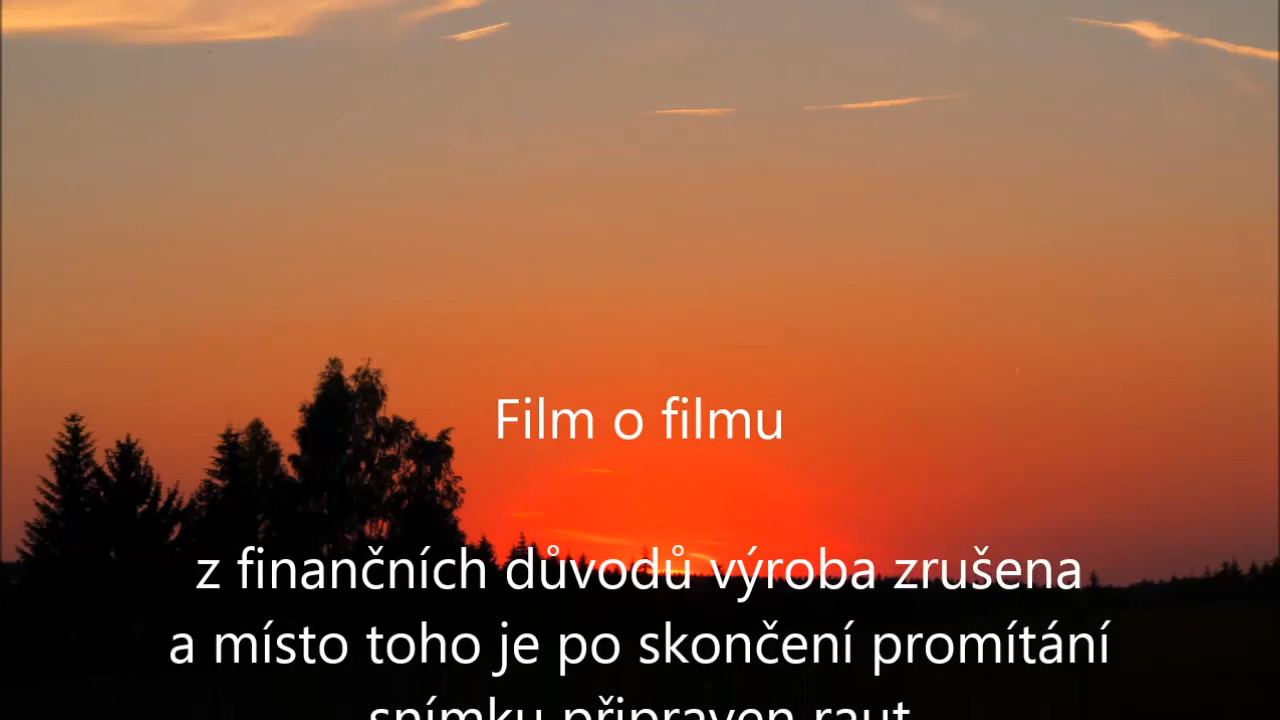 Film o filmu
z finančních důvodů výroba zrušena
a místo toho je po skončení promítání
snímku připraven raut